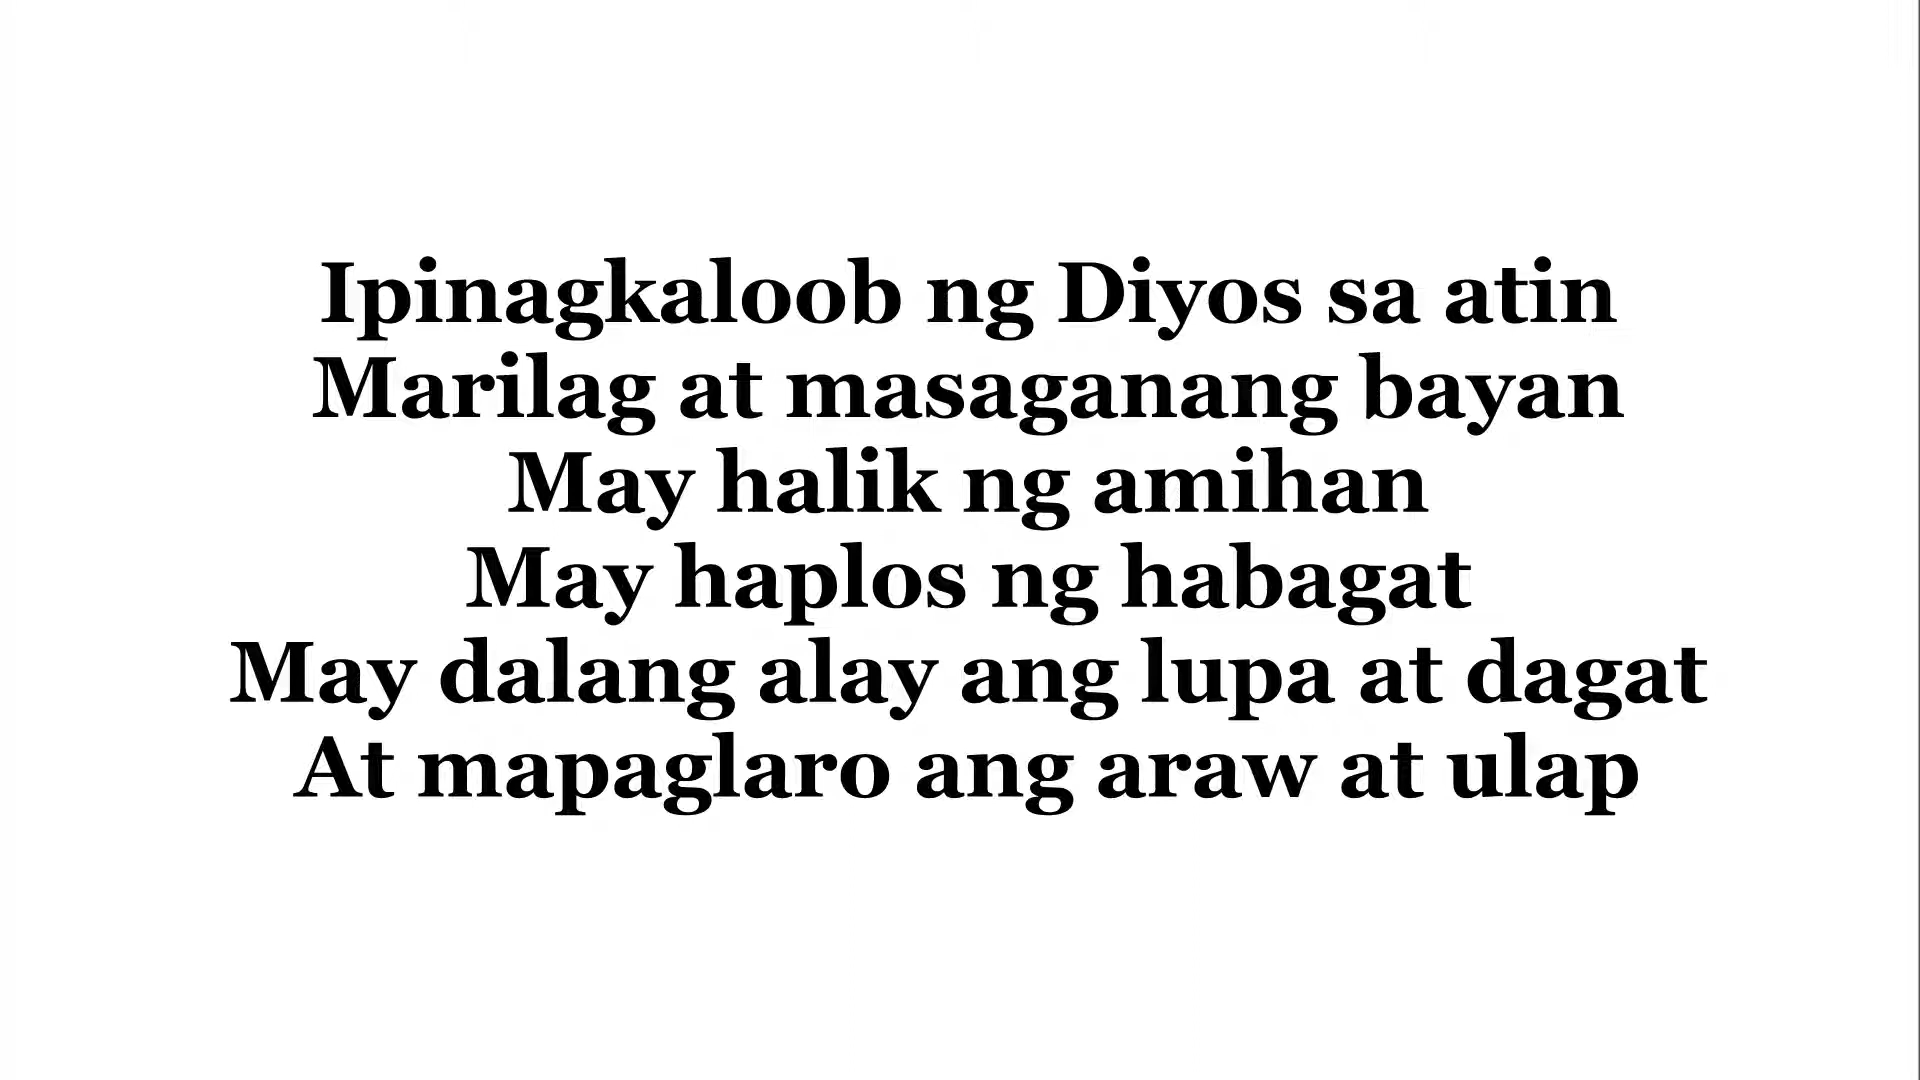 Ipinagkaloob ng Diyos sa atin
Marilag at masaganang bayan
May halik ng amihan
May haplos ng habagat
May dalang alay ang lupa at dagat
At mapaglaro ang araw at ulap